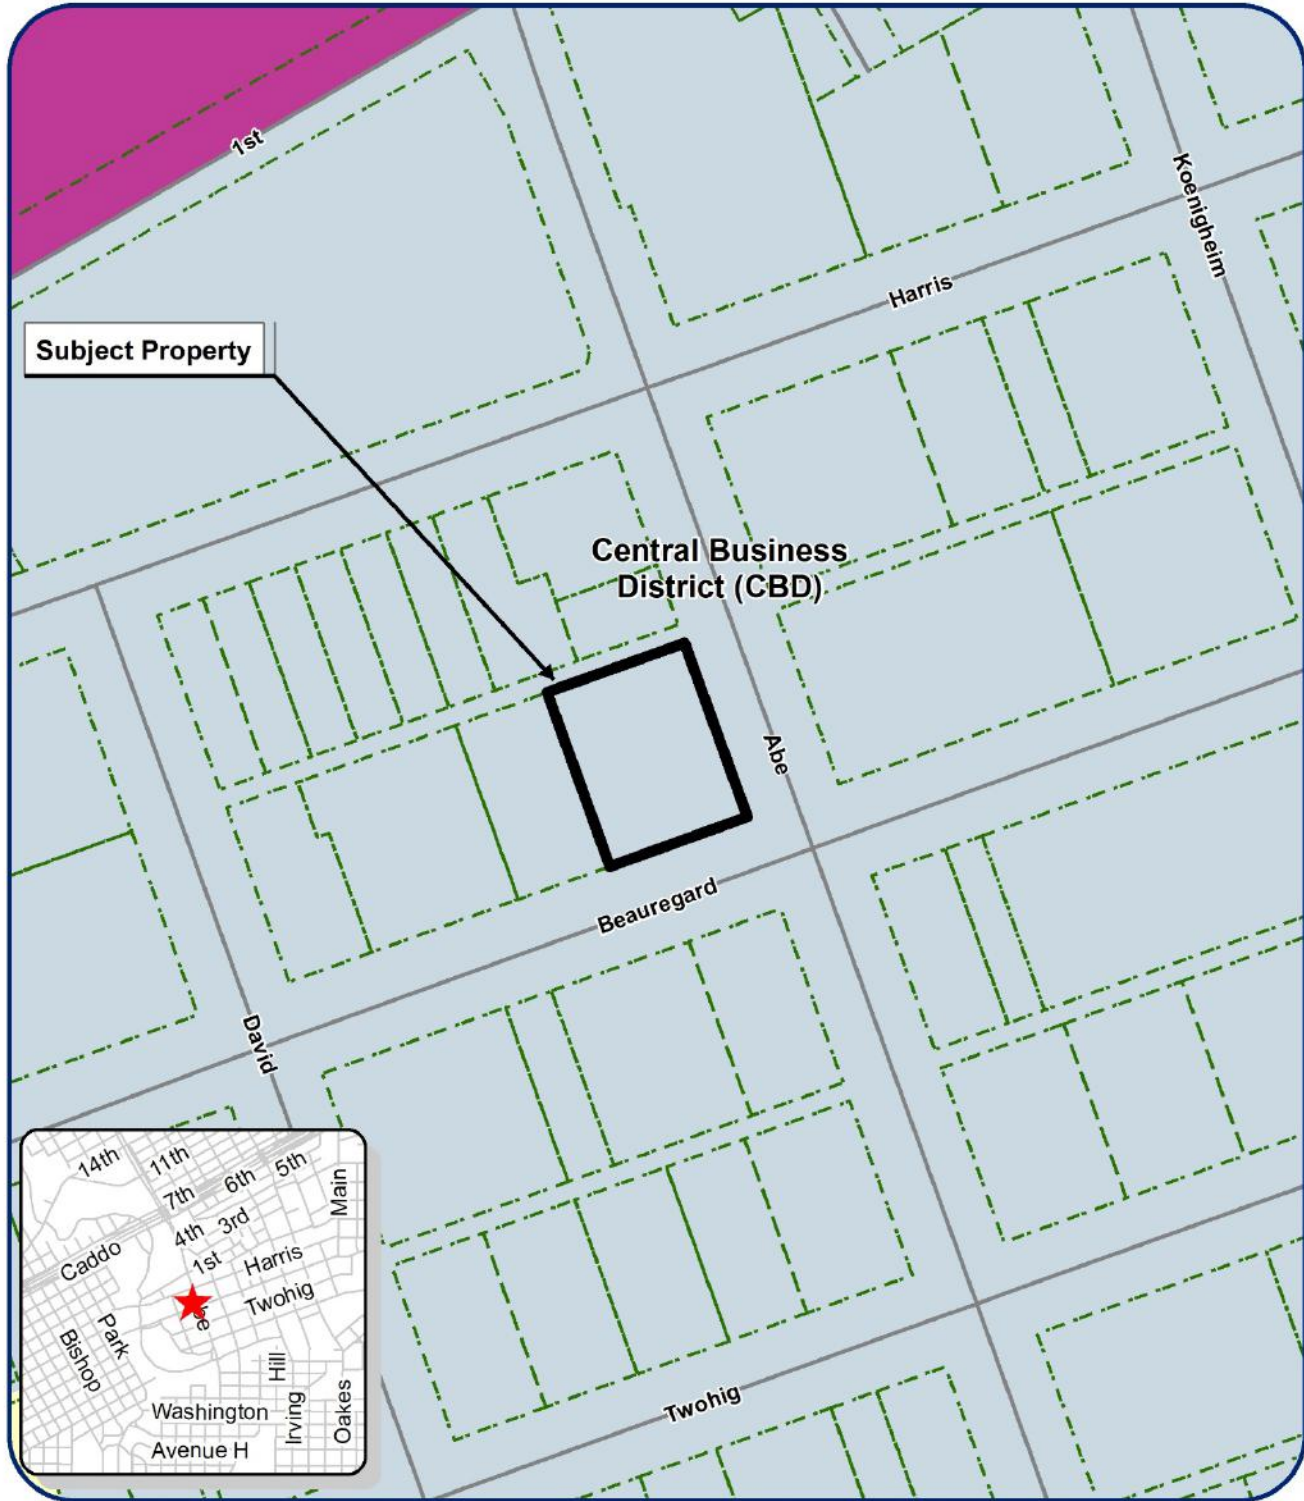 1st
Koenigheim
Harris
Subject Property
Central Business
District (CBD)
Abe
Beauregard
David
Twohig
14th
11th
5th
7th
6th
Main
4th
3rd
Caddo
1st
Harris
Twohig
Park
Bishop
Hill
Washington
Irving
Oakes
Avenue H